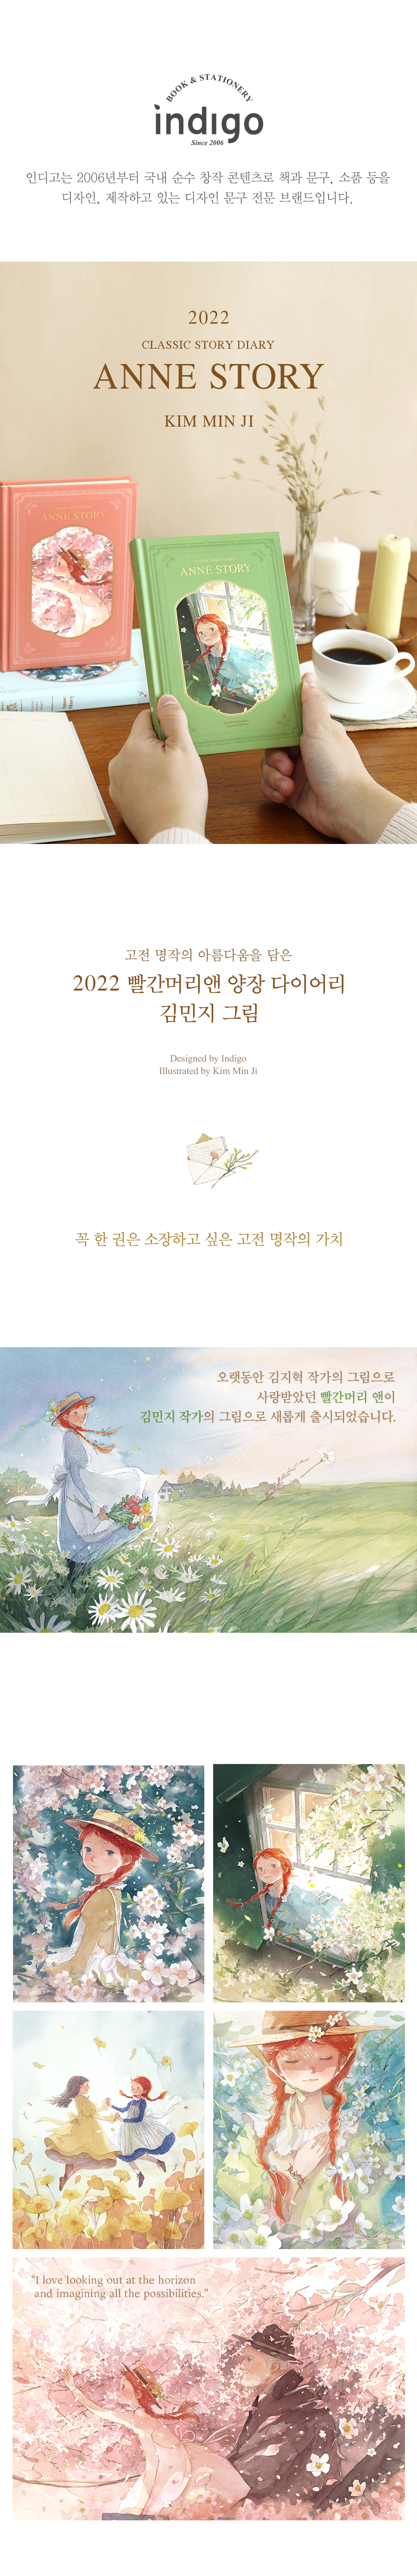 BOOK & STATIONERY
indigo
Since 2006
인디고는 2006년부터 국내 순수 창작 콘텐츠로 책과 문구, 소품 등을
디자인, 제작하고 있는 디자인 문구 전문 브랜드입니다.
2022
CLASSIC STORY DIARY
ANNE STORY
KIM MIN JI
ANNE STORY
ANNE STORY
고전 명작의 아름다움을 담은
2022 빨간머리앤 양장 다이어리
김민지 그림
Designed by Indigo
Illustrated by Kim Min Ji
꼭 한 권은 소장하고 싶은 고전 명작의 가치
오랫동안 김지혁 작가의 그림으로
사랑받았던 빨간머리 앤이
김민지 작가의 그림으로 새롭게 출시되었습니다.
“I love looking out at the horizon
and imagining all the possibilities.”